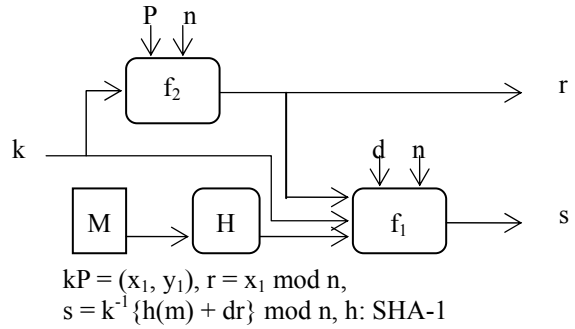 P n
f₂
r
k
d n
M H f₁ s
kP = (x₁, y₁), r = x₁ mod n,
s = k⁻¹{h(m) + dr} mod n, h: SHA-1